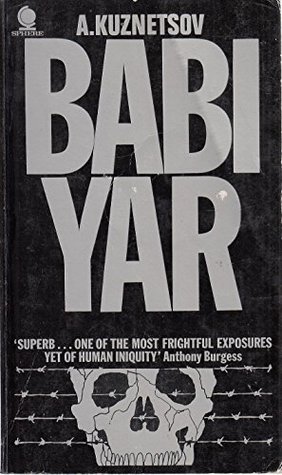 SPHERE
A.KUZNETSOV
BABI
YAR
'SUPERB...ONE OF THE MOST FRIGHTFUL EXPOSURES
YET OF HUMAN INIQUITY' Anthony Burgess